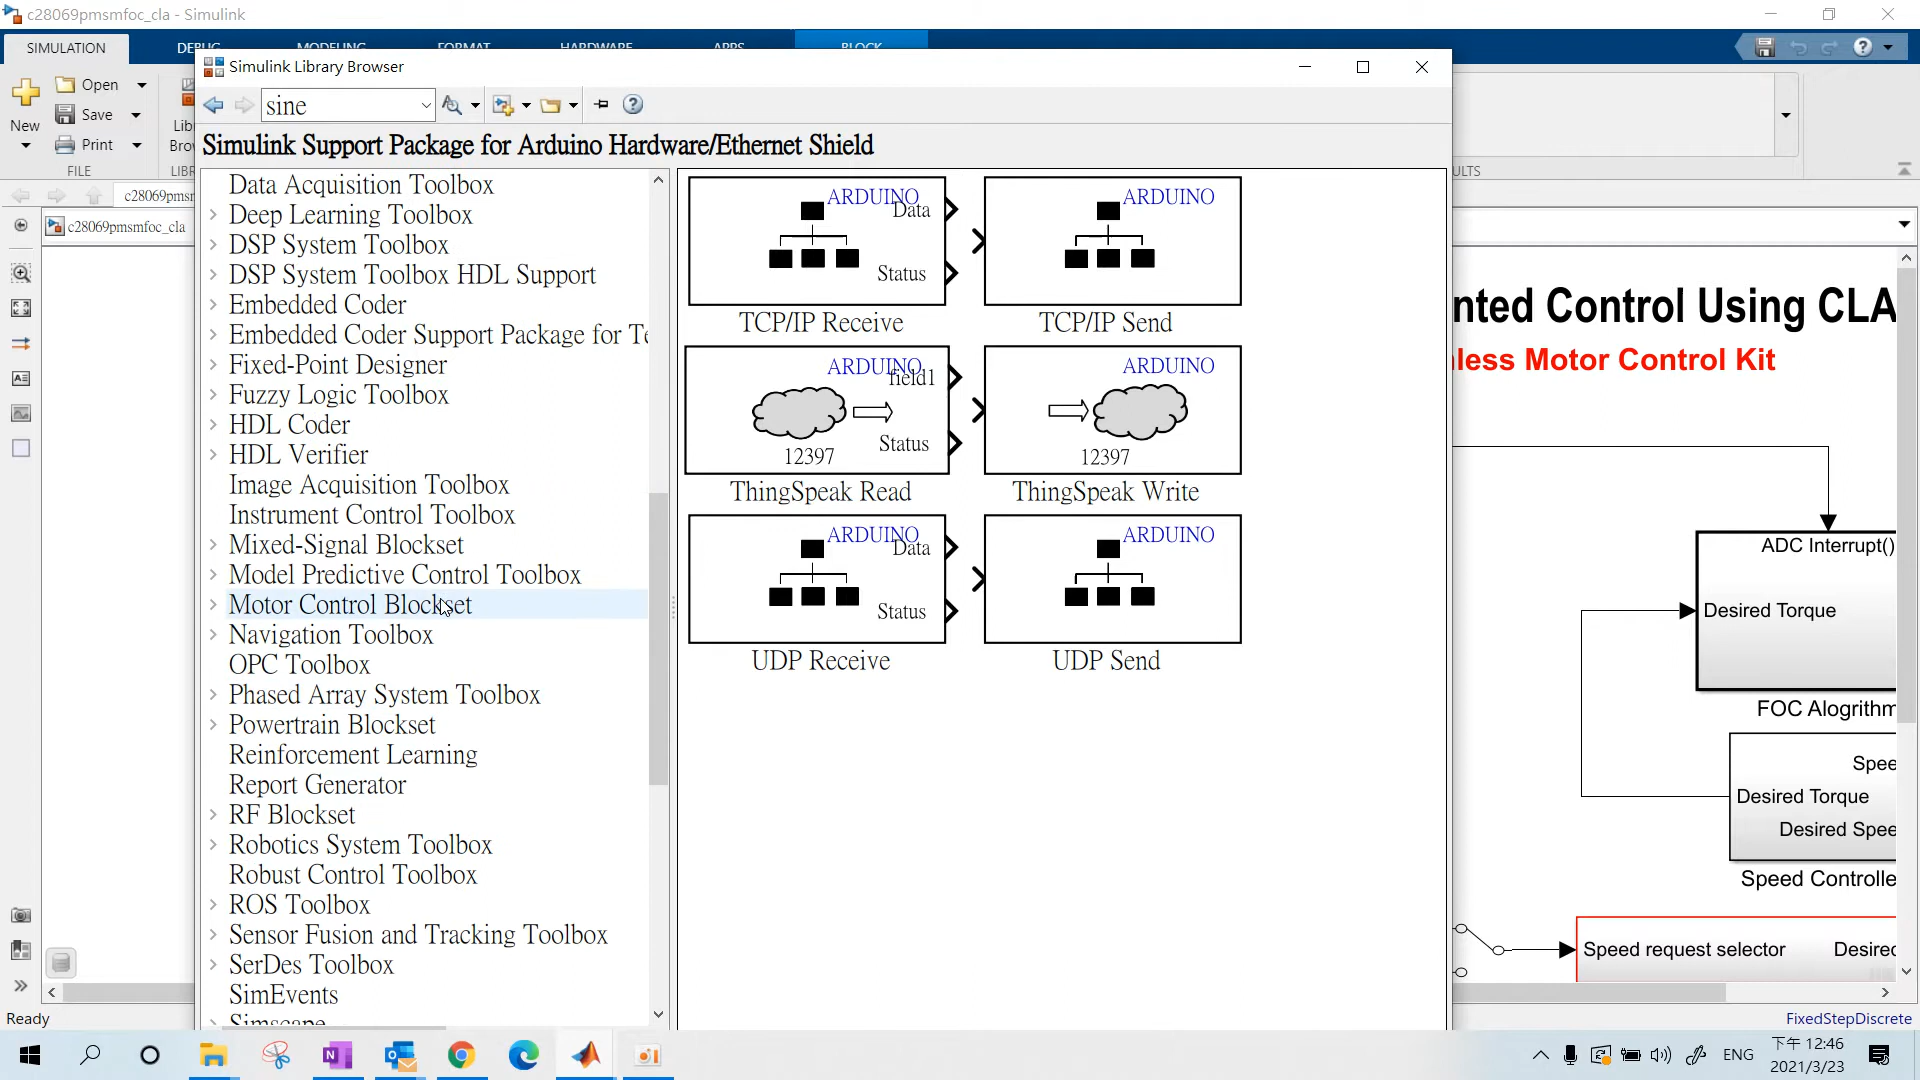 c28069pmsmfoc_cla - Simulink
SIMULATION
DEBUG
MODELING
FORMAT
HARDWARE
APPS
BLOCK
Simulink Library Browser
New
Open
Save
Print
FILE
sine
Simulink Support Package for Arduino Hardware/Ethernet Shield
ULTS
c28069pmsmfoc_cla
Data Acquisition Toolbox
Deep Learning Toolbox
DSP System Toolbox
DSP System Toolbox HDL Support
Embedded Coder
Embedded Coder Support Package for Te
Fixed-Point Designer
Fuzzy Logic Toolbox
HDL Coder
HDL Verifier
Image Acquisition Toolbox
Instrument Control Toolbox
Mixed-Signal Blockset
Model Predictive Control Toolbox
Motor Control Blockset
Navigation Toolbox
OPC Toolbox
Phased Array System Toolbox
Powertrain Blockset
Reinforcement Learning
Report Generator
RF Blockset
Robotics System Toolbox
Robust Control Toolbox
ROS Toolbox
Sensor Fusion and Tracking Toolbox
SerDes Toolbox
SimEvents
Simscape
ARDUINO
Data
Status
TCP/IP Receive
ARDUINO
TCP/IP Send
ARDUINO
field1
Status
12397
ThingSpeak Read
ARDUINO
12397
ThingSpeak Write
ARDUINO
Data
Status
UDP Receive
ARDUINO
UDP Send
nted Control Using CLA
nless Motor Control Kit
ADC Interrupt()
Desired Torque
FOC Alogrithm
Spee
Desired Torque
Desired Spee
Speed Controlle
Speed request selector
Desired
Ready
FixedStepDiscrete
ENG
下午 12:46
2021/3/23